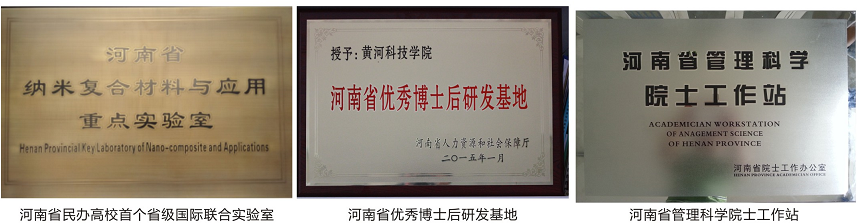 河南省
纳米复合材料与应用
重点实验室
Henan Provincial Key Laboratory of Nano-composite and Applications
河南省民办高校首个省级国际联合实验室
授予:黄河科技学院
河南省优秀博士后研发基地
河南省人力资源和社会保障厅
二〇一五年一月
河南省优秀博士后研发基地
河南省管理科学
院士工作站
ACADEMICIAN WORKSTATION
OF ANAGEMENT SCIENCE
OF HENAN PROVINCE
河南省院士工作办公室
HENAN PROVINCE ACADEMICIAN OFFICE
河南省管理科学院士工作站